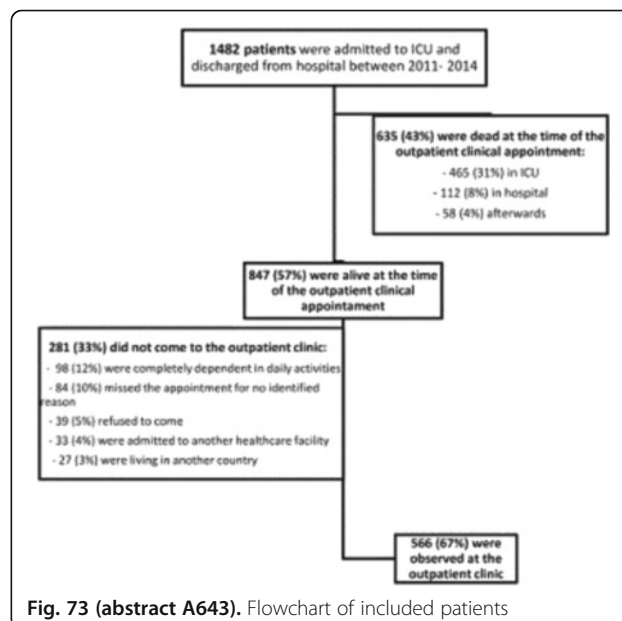 1482 patients were admitted to ICU and
discharged from hospital between 2011- 2014
635 (43%) were dead at the time of the
outpatient clinical appointment:
- 465 (31%) in ICU
- 112 (8%) in hospital
- 58 (4%) afterwards
847 (57%) were alive at the time
of the outpatient clinical
appointament
281 (33%) did not come to the outpatient clinic:
- 98 (12%) were completely dependent in daily activities
- 84 (10%) missed the appointment for no identified
reason
- 39 (5%) refused to come
- 33 (4%) were admitted to another healthcare facility
- 27 (3%) were living in another country
566 (67%) were
observed at the
outpatient clinic
Fig. 73 (abstract A643). Flowchart of included patients